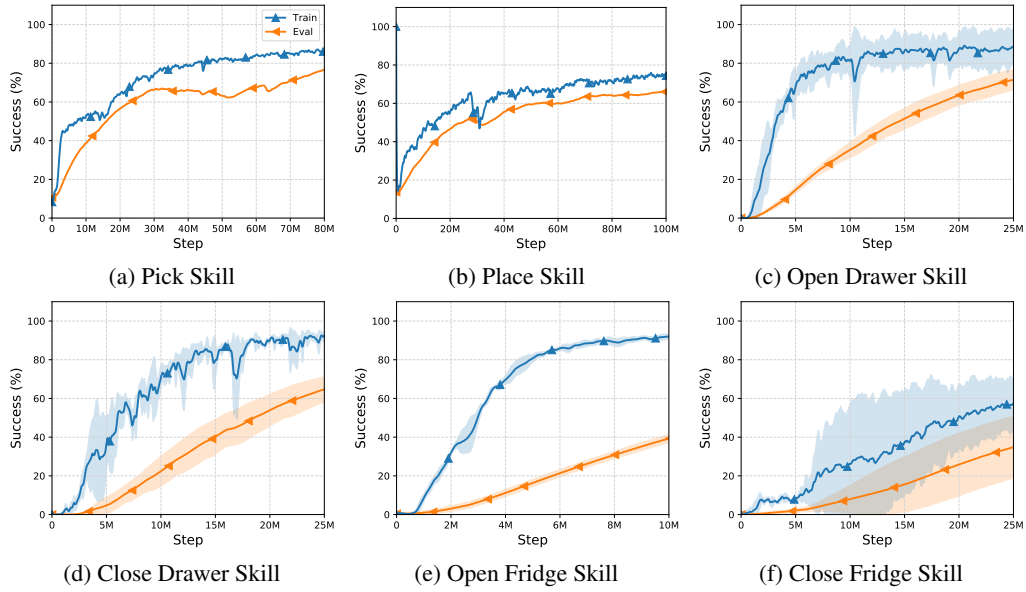 Success (%)
100
80
60
40
20
0
Train
Eval
0 10M 20M 30M 40M 50M 60M 70M 80M
Step
(a) Pick Skill
Success (%)
100
80
60
40
20
0
0 20M 40M 60M 80M 100M
Step
(b) Place Skill
Success (%)
100
80
60
40
20
0
0 5M 10M 15M 20M 25M
Step
(c) Open Drawer Skill
Success (%)
100
80
60
40
20
0
0 5M 10M 15M 20M 25M
Step
(d) Close Drawer Skill
Success (%)
100
80
60
40
20
0
0 2M 4M 6M 8M 10M
Step
(e) Open Fridge Skill
Success (%)
100
80
60
40
20
0
0 5M 10M 15M 20M 25M
Step
(f) Close Fridge Skill